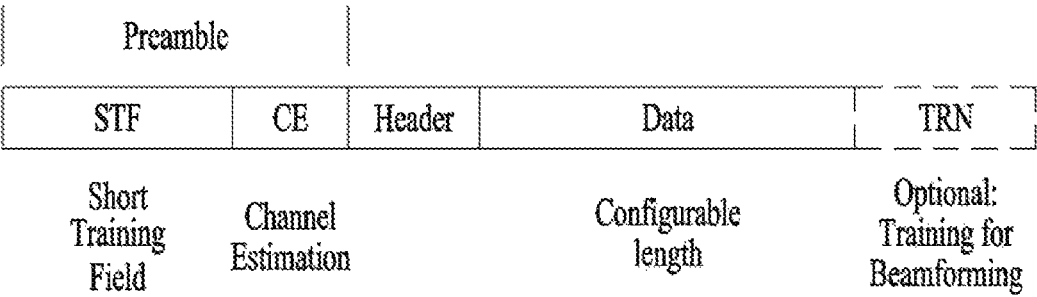 Preamble
STF CE Header Data TRN
Short
Training
Field
Channel
Estimation
Configurable
length
Optional:
Training for
Beamforming